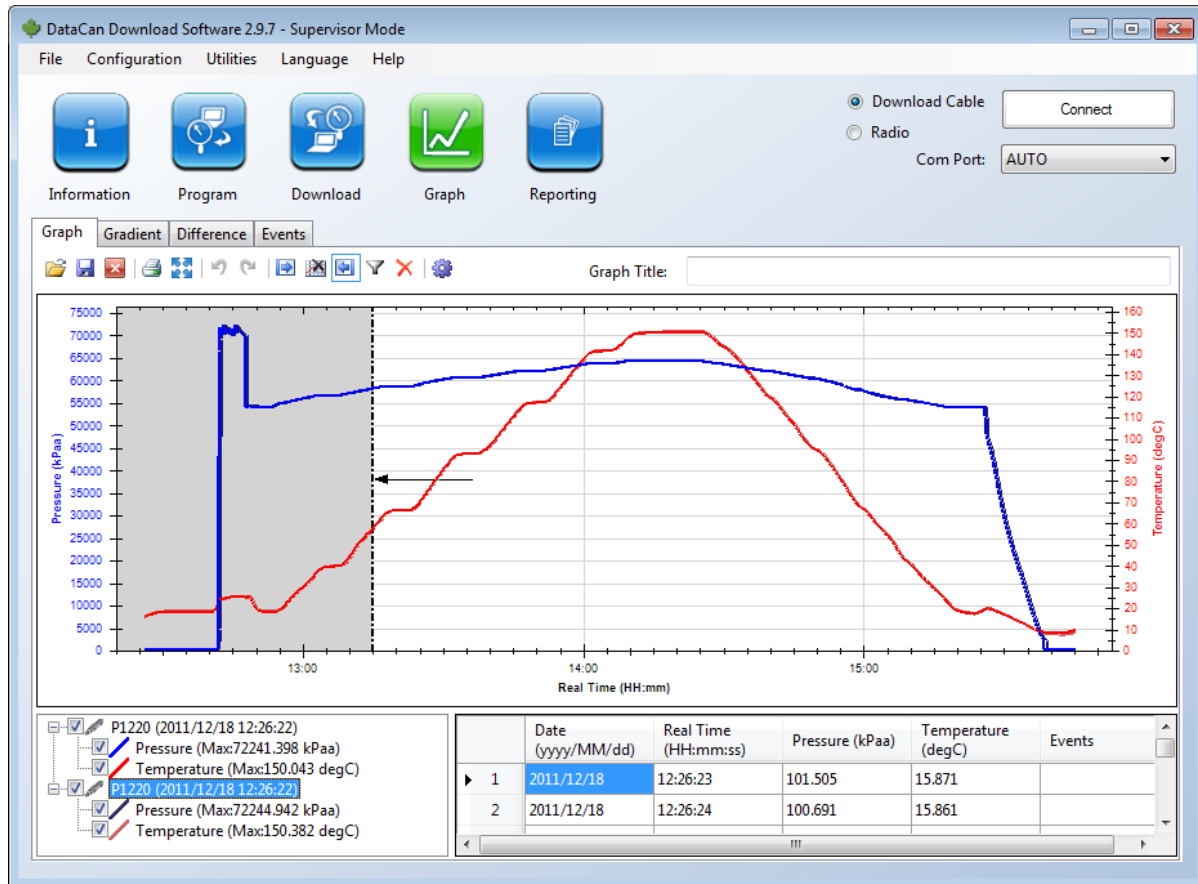 DataCan Download Software 2.9.7 - Supervisor Mode
File Configuration Utilities Language Help
Information Program Download Graph Reporting
Download Cable
Radio
Connect
Com Port: AUTO
Graph Gradient Difference Events
Graph Title:
75000
70000
65000
60000
55000
50000
45000
40000
35000
30000
25000
20000
15000
10000
5000
0
Pressure (kPaa)
160
150
140
130
120
110
100
90
80
70
60
50
40
30
20
10
0
Temperature (degC)
13:00 14:00 15:00
Real Time (HH:mm)
P1220 (2011/12/18 12:26:22)
Pressure (Max:72241.398 kPaa)
Temperature (Max:150.043 degC)
P1220 (2011/12/18 12:26:22)
Pressure (Max:72244.942 kPaa)
Temperature (Max:150.382 degC)
Date (yyyy/MM/dd) Real Time (HH:mm:ss) Pressure (kPaa) Temperature (degC) Events
1 2011/12/18 12:26:23 101.505 15.871
2 2011/12/18 12:26:24 100.691 15.861